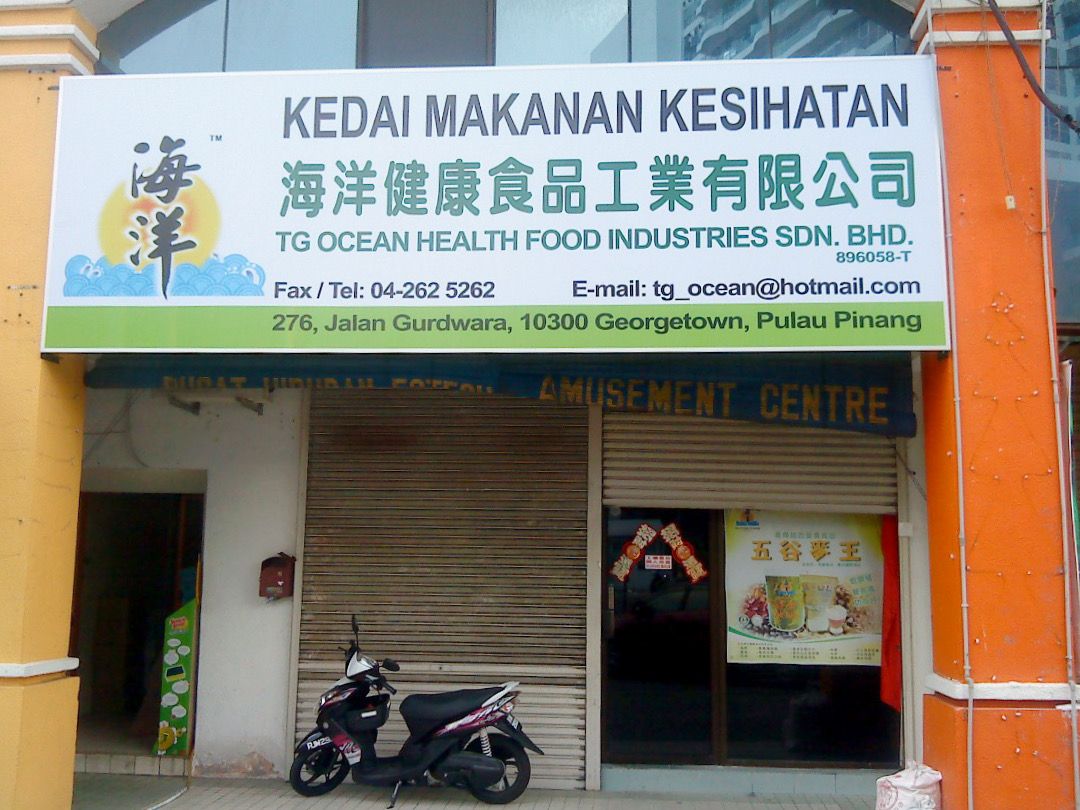 海洋
TM
KEDAI MAKANAN KESIHATAN
海洋健康食品工業有限公司
TG OCEAN HEALTH FOOD INDUSTRIES SDN. BHD.
896058-T
Fax / Tel: 04-262 5262
E-mail: tg_ocean@hotmail.com
276, Jalan Gurdwara, 10300 Georgetown, Pulau Pinang
PUSAT HIBURAN
AMUSEMENT CENTRE
五谷麥王